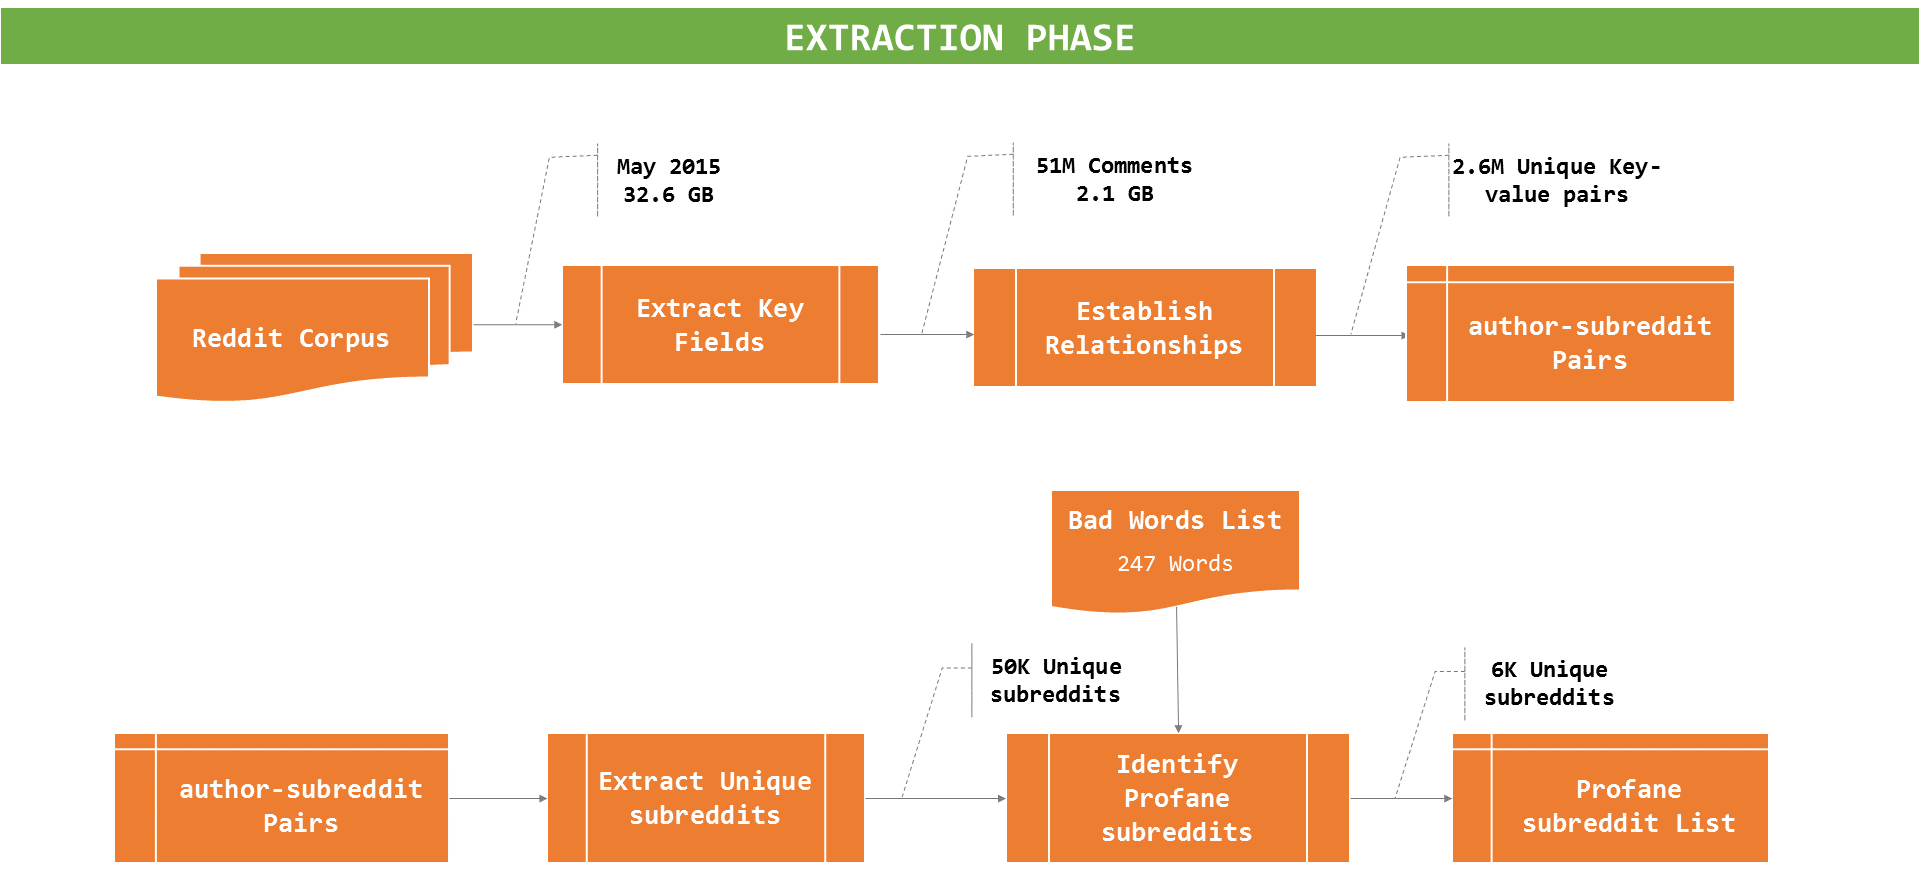 EXTRACTION PHASE
May 2015
32.6 GB
51M Comments
2.1 GB
2.6M Unique Key-
value pairs
Reddit Corpus
Extract Key
Fields
Establish
Relationships
author-subreddit
Pairs
Bad Words List
247 Words
50K Unique
subreddits
6K Unique
subreddits
author-subreddit
Pairs
Extract Unique
subreddits
Identify
Profane
subreddits
Profane
subreddit List